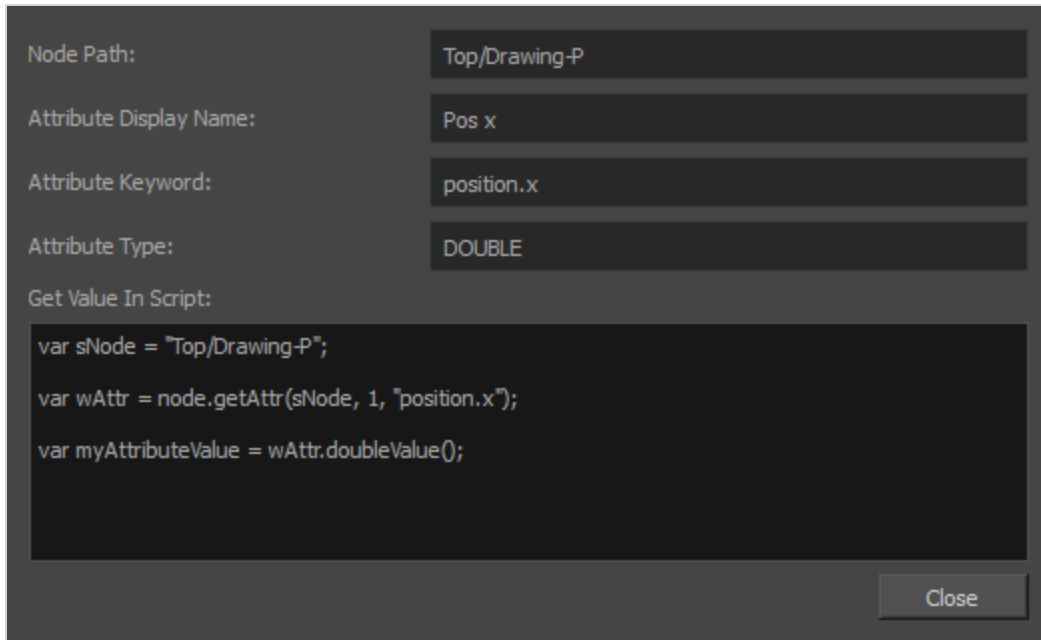 Node Path:
Top/Drawing-P
Attribute Display Name:
Pos x
Attribute Keyword:
position.x
Attribute Type:
DOUBLE
Get Value In Script:
var sNode = "Top/Drawing-P";
var wAttr = node.getAttr(sNode, 1, "position.x");
var myAttributeValue = wAttr.doubleValue();
Close